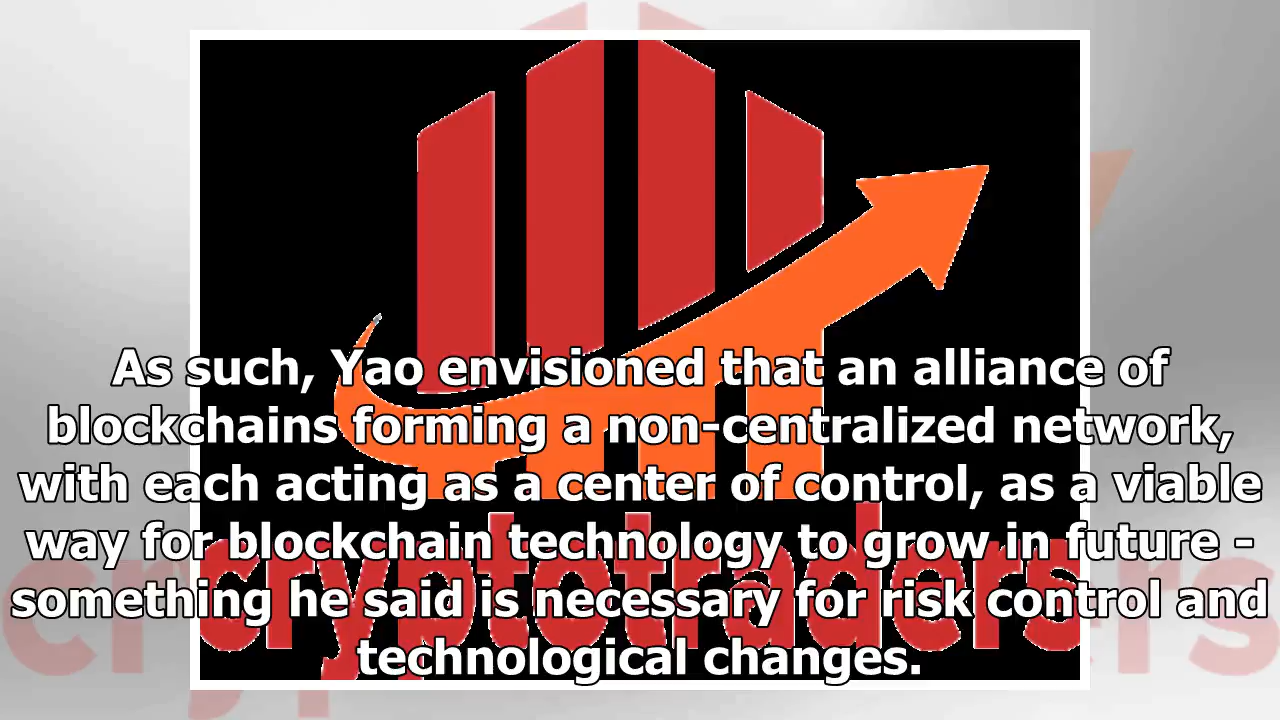 As such, Yao envisioned that an alliance of
blockchains forming a non-centralized network,
with each acting as a center of control, as a viable
way for blockchain technology to grow in future -
something he said is necessary for risk control and
technological changes.
cryptotraders